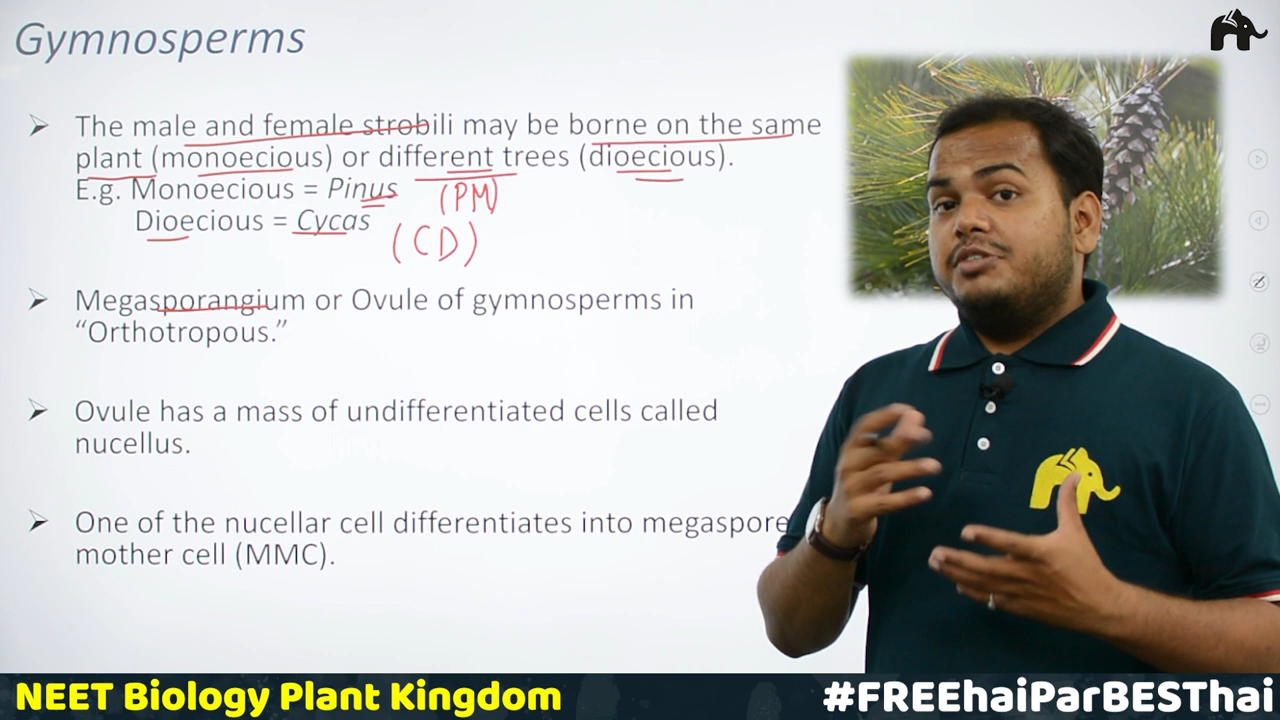 Gymnosperms
➢ The male and female strobili may be borne on the same
plant (monoecious) or different trees (dioecious).
E.g. Monoecious = Pinus (PM)
Dioecious = Cycas (CD)
➢ Megasporangium or Ovule of gymnosperms in
“Orthotropous.”
➢ Ovule has a mass of undifferentiated cells called
nucellus.
➢ One of the nucellar cell differentiates into megaspore
mother cell (MMC).
NEET Biology Plant Kingdom
#FREEhaiParBESThai